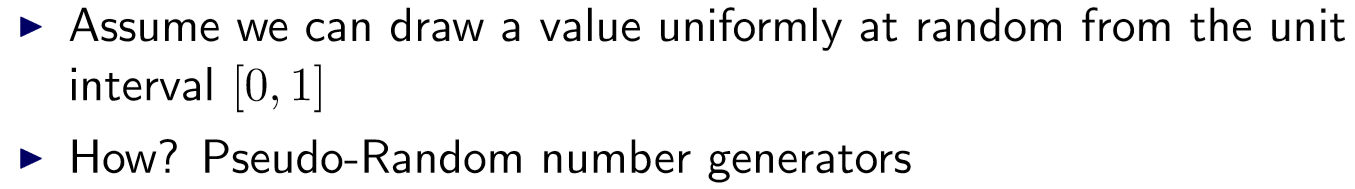 ▶ Assume we can draw a value uniformly at random from the unit
interval [0, 1]
▶ How? Pseudo-Random number generators